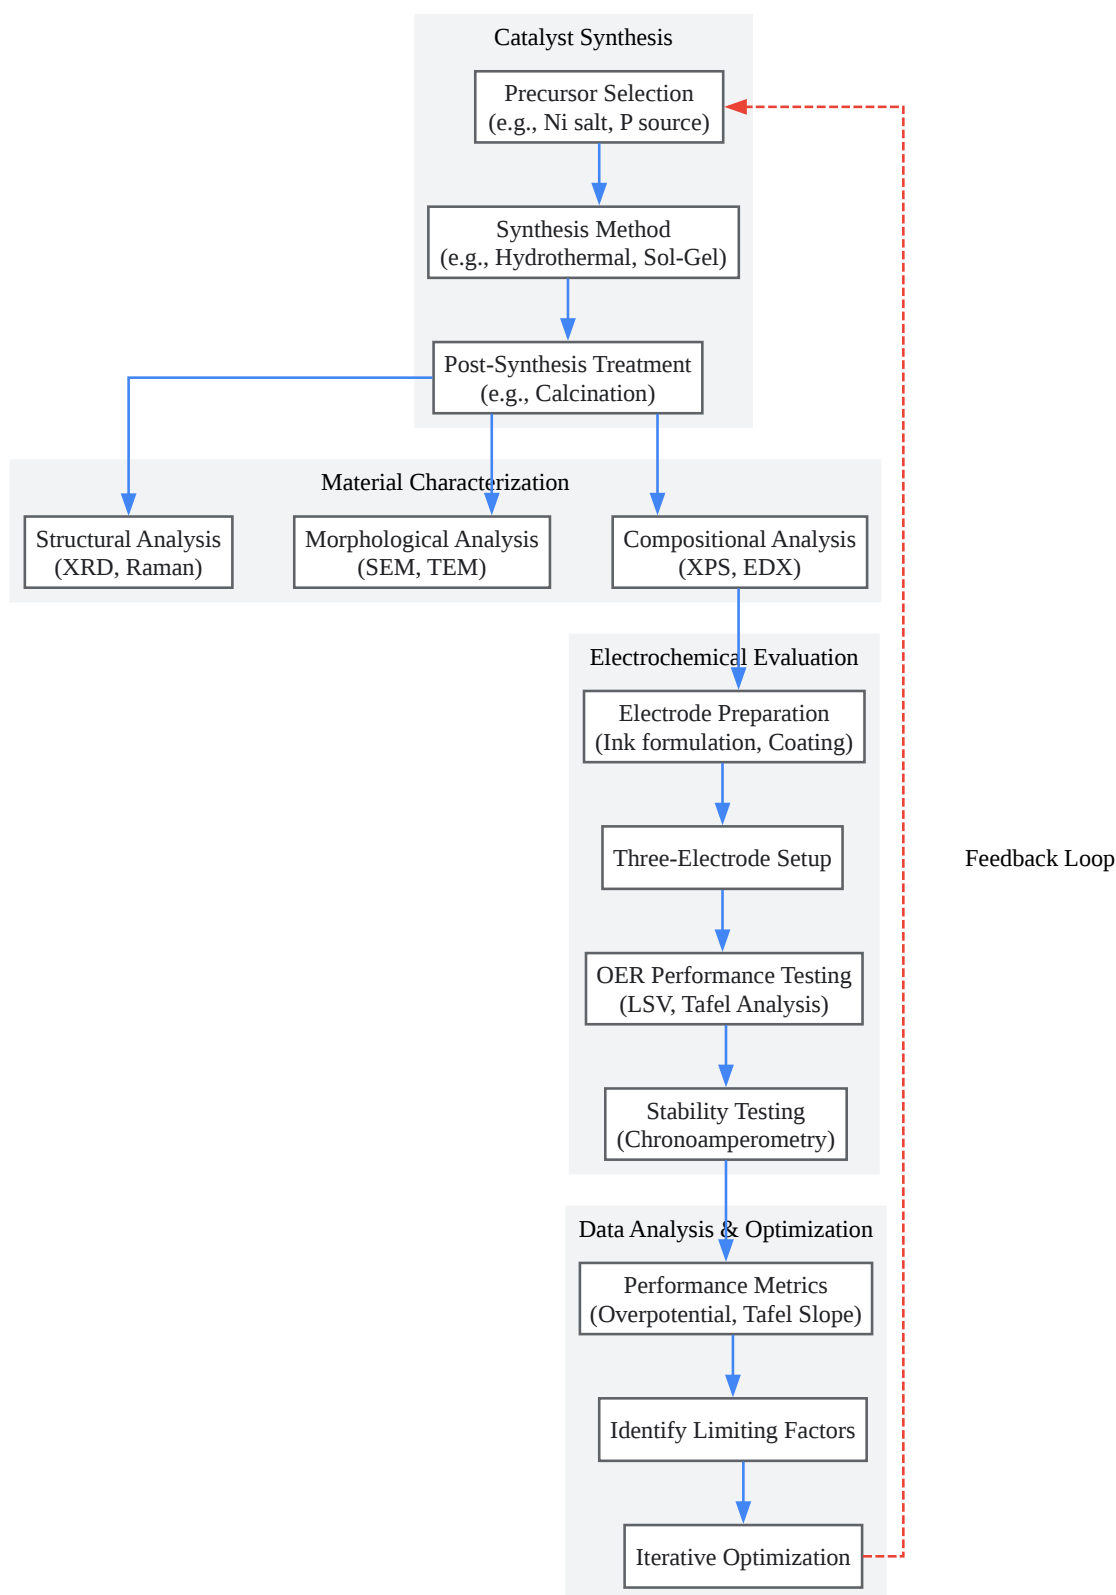 Catalyst Synthesis
Precursor Selection
(e.g., Ni salt, P source)
Synthesis Method
(e.g., Hydrothermal, Sol-Gel)
Post-Synthesis Treatment
(e.g., Calcination)
Material Characterization
Structural Analysis
(XRD, Raman)
Morphological Analysis
(SEM, TEM)
Compositional Analysis
(XPS, EDX)
Electrochemical Evaluation
Electrode Preparation
(Ink formulation, Coating)
Three-Electrode Setup
Feedback Loop
OER Performance Testing
(LSV, Tafel Analysis)
Stability Testing
(Chronoamperometry)
Data Analysis & Optimization
Performance Metrics
(Overpotential, Tafel Slope)
Identify Limiting Factors
Iterative Optimization